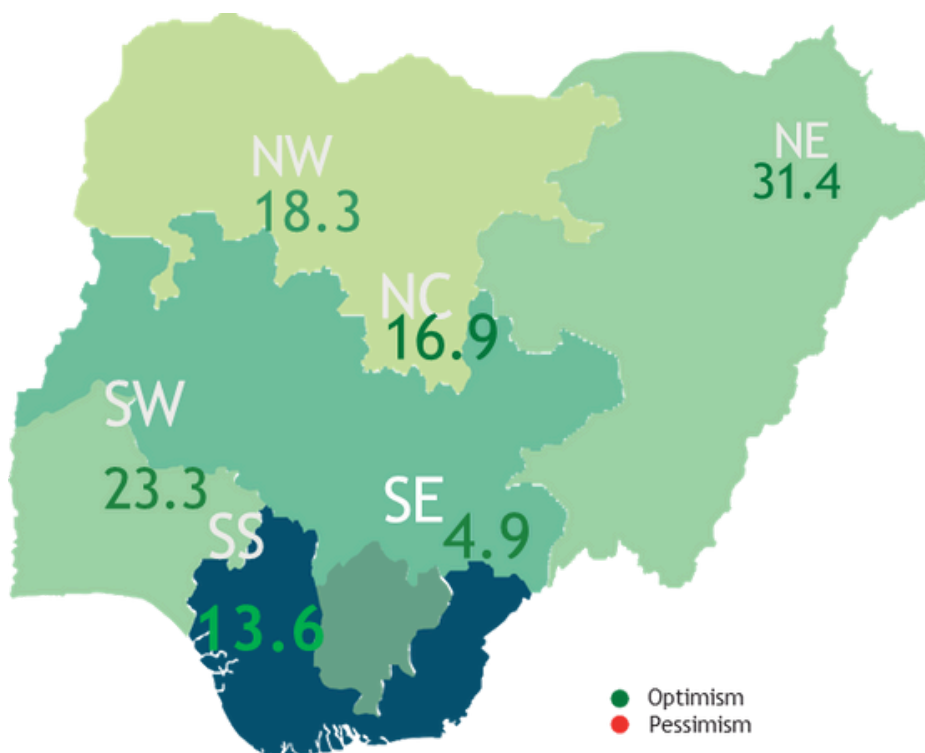 NW
18.3
NE
31.4
NC
16.9
SW
23.3
SE
4.9
SS
13.6
Optimism
Pessimism